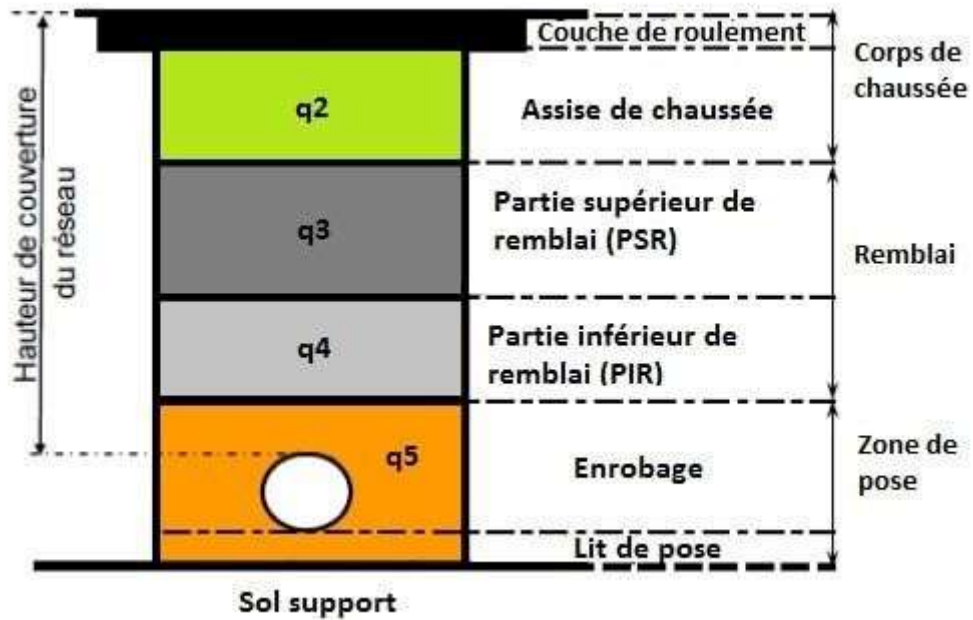 Couche de roulement
Corps de
chaussée
q2
Assise de chaussée
Hauteur de couverture
du réseau
q3
Partie supérieur de
remblai (PSR)
Remblai
q4
Partie inférieur de
remblai (PIR)
q5
Enrobage
Zone de
pose
Lit de pose
Sol support